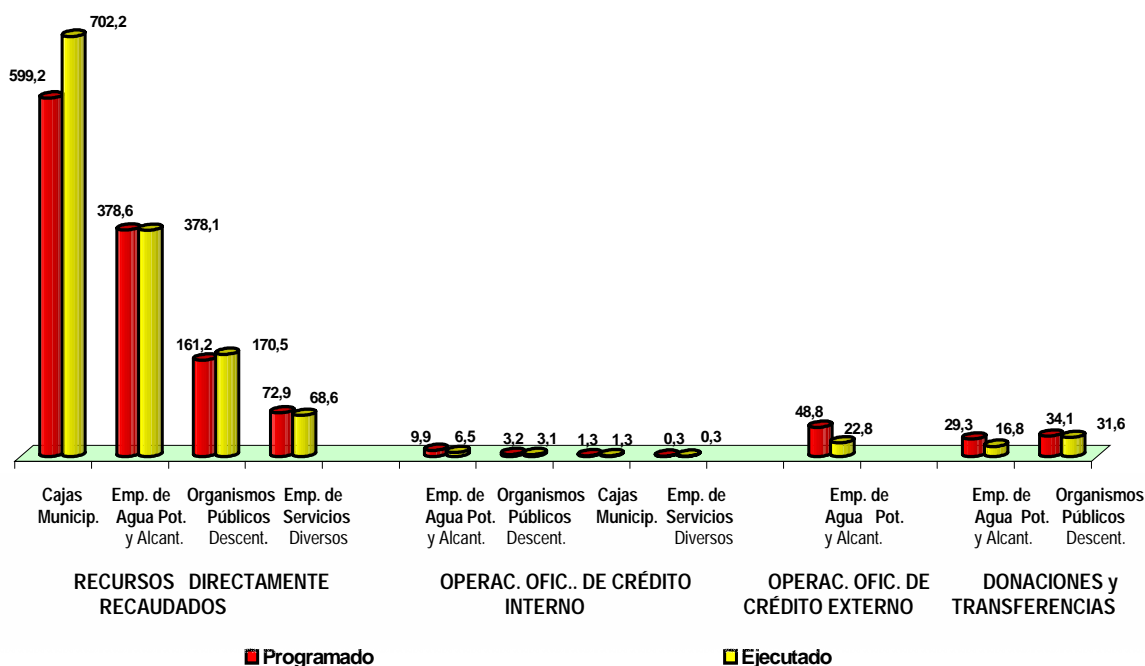 702,2
599,2
378,6
378,1
161,2
170,5
72,9
68,6
9,9
6,5
3,2
3,1
1,3
1,3
0,3
0,3
48,8
22,8
29,3
16,8
34,1
31,6
Cajas
Municip.
Emp. de
Agua Pot.
y Alcant.
Organismos
Públicos
Descent.
Emp. de
Servicios
Diversos
Emp. de
Agua Pot.
y Alcant.
Organismos
Públicos
Descent.
Cajas
Municip.
Emp. de
Servicios
Diversos
Emp. de
Agua Pot.
y Alcant.
Emp. de
Agua Pot.
y Alcant.
Organismos
Públicos
Descent.
RECURSOS DIRECTAMENTE
RECAUDADOS
OPERAC. OFIC.. DE CRÉDITO
INTERNO
OPERAC. OFIC. DE
CRÉDITO EXTERNO
DONACIONES y
TRANSFERENCIAS
Programado
Ejecutado